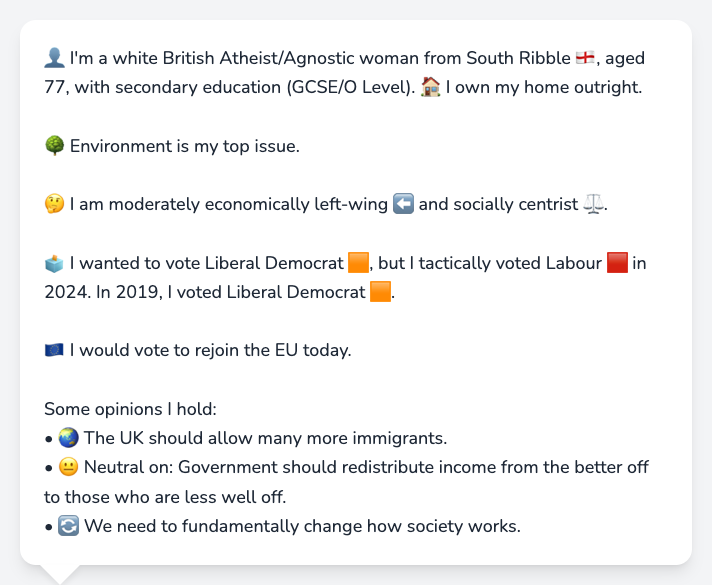 👤 I'm a white British Atheist/Agnostic woman from South Ribble 🏴󠁧󠁢󠁥󠁮󠁧󠁿, aged
77, with secondary education (GCSE/O Level). 🏠 I own my home outright.
🌳 Environment is my top issue.
🤔 I am moderately economically left-wing ⬅️ and socially centrist ⚖️.
🗳️ I wanted to vote Liberal Democrat 🟧, but I tactically voted Labour 🟥 in
2024. In 2019, I voted Liberal Democrat 🟧.
🇪🇺 I would vote to rejoin the EU today.
Some opinions I hold:
• 🌏 The UK should allow many more immigrants.
• 😐 Neutral on: Government should redistribute income from the better off
to those who are less well off.
• 🔄 We need to fundamentally change how society works.